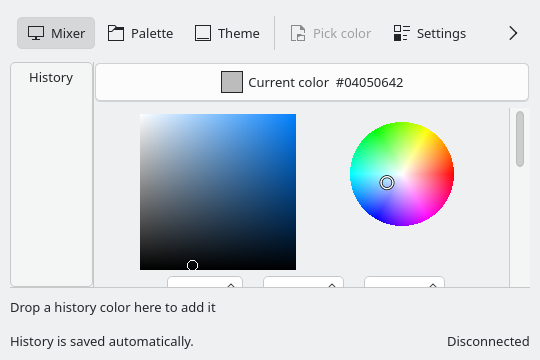 Mixer Palette Theme Pick color Settings
History
Current color #04050642
Drop a history color here to add it
History is saved automatically. Disconnected